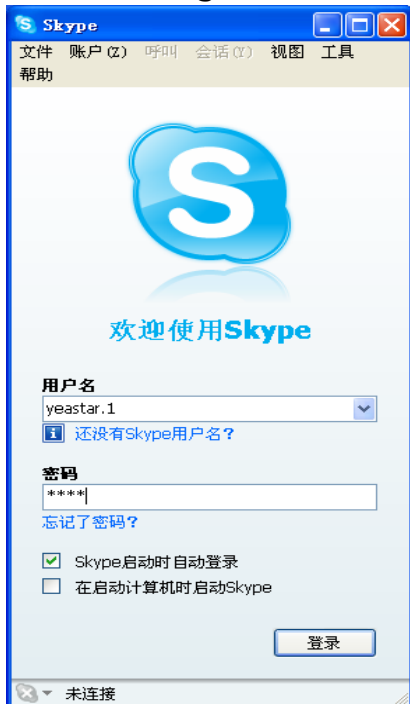 Skype
文件 账户(Z) 呼叫 会话(Y) 视图 工具
帮助
欢迎使用Skype
用户名
yeastar.1
还没有Skype用户名?
密码
****
忘记了密码?
Skype启动时自动登录
在启动计算机时启动Skype
登录
未连接